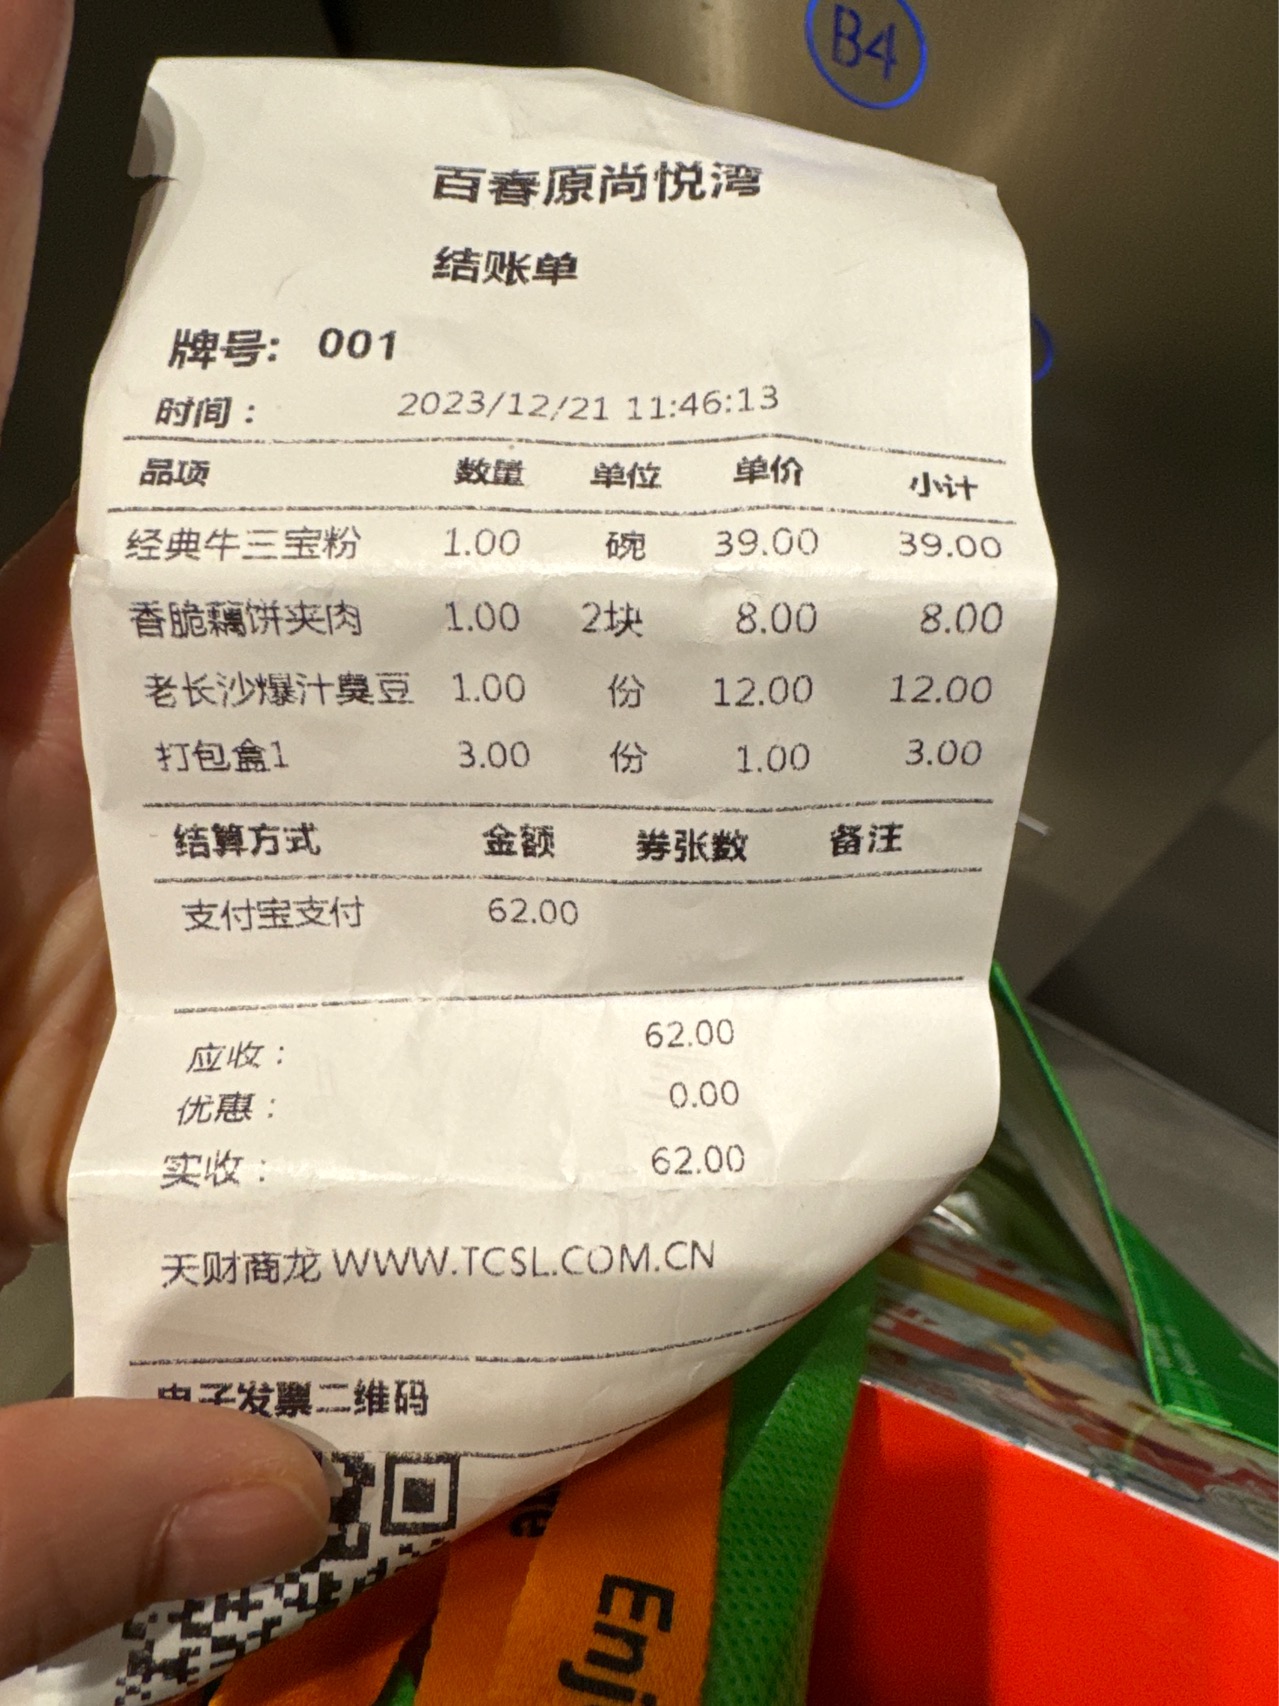 B4
百春原尚悦湾
结账单
牌号: 001
时间: 2023/12/21 11:46:13
品项 数量 单位 单价 小计
经典牛三宝粉 1.00 碗 39.00 39.00
香脆藕饼夹肉 1.00 2块 8.00 8.00
老长沙爆汁臭豆 1.00 份 12.00 12.00
打包盒1 3.00 份 1.00 3.00
结算方式 金额 券张数 备注
支付宝支付 62.00
应收: 62.00
优惠: 0.00
实收: 62.00
天财商龙 WWW.TCSL.COM.CN
电子发票二维码
Enj